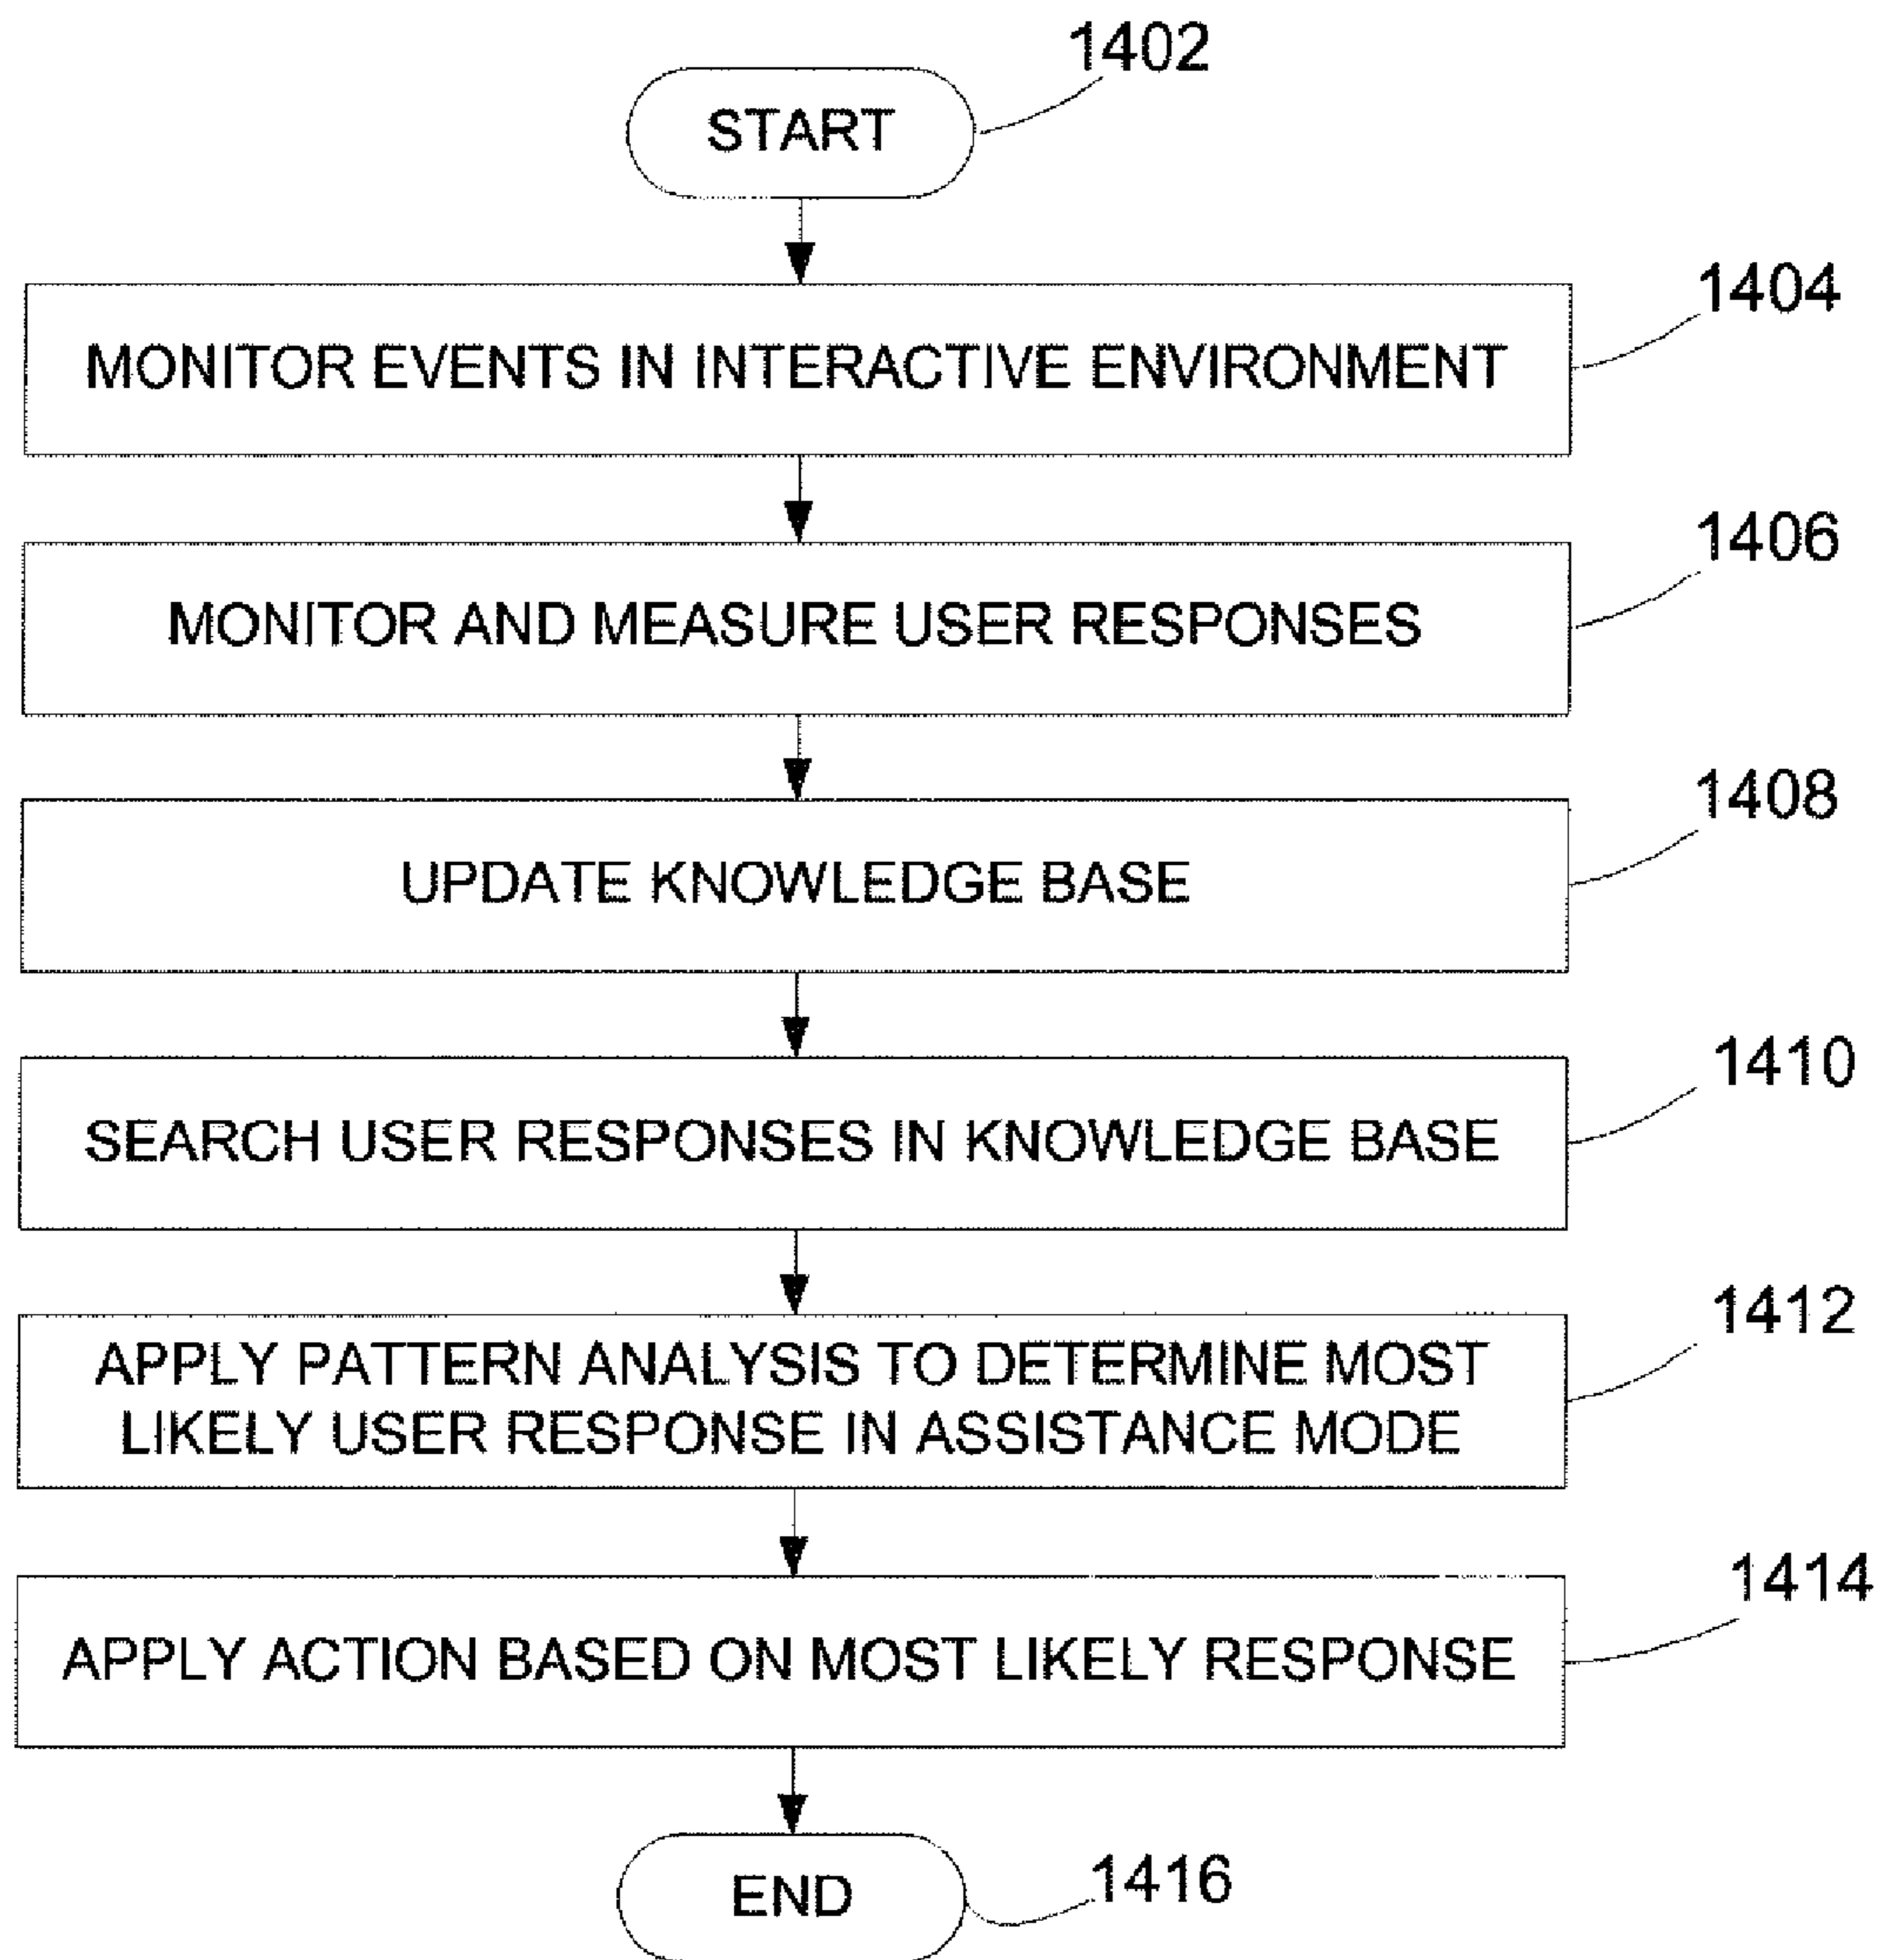 1402
START
1404
MONITOR EVENTS IN INTERACTIVE ENVIRONMENT
1406
MONITOR AND MEASURE USER RESPONSES
1408
UPDATE KNOWLEDGE BASE
1410
SEARCH USER RESPONSES IN KNOWLEDGE BASE
1412
APPLY PATTERN ANALYSIS TO DETERMINE MOST
LIKELY USER RESPONSE IN ASSISTANCE MODE
1414
APPLY ACTION BASED ON MOST LIKELY RESPONSE
1416
END